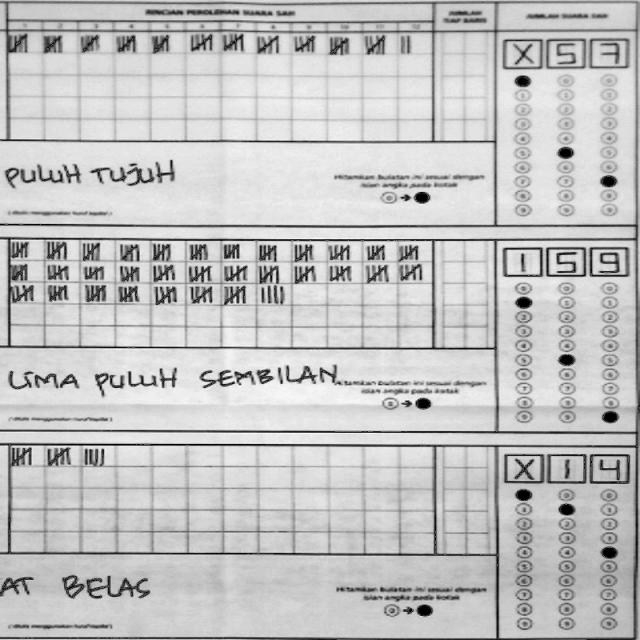 RINCIAN PEROLEHAN SUARA SAH
JUMLAH TIAP BARIS
JUMLAH SUARA SAH
1 2 3 4 5 6 7 8 9 10 11 12
X 5 7
PULUH TUJUH
Hitamkan bulatan ini sesuai dengan
isian angka pada kotak
0 → ●
(ditulis menggunakan huruf kapital)
1 5 9
LIMA PULUH SEMBILAN
Hitamkan bulatan ini sesuai dengan
isian angka pada kotak
0 → ●
(ditulis menggunakan huruf kapital)
X 1 4
AT BELAS
Hitamkan bulatan ini sesuai dengan
isian angka pada kotak
0 → ●
(ditulis menggunakan huruf kapital)